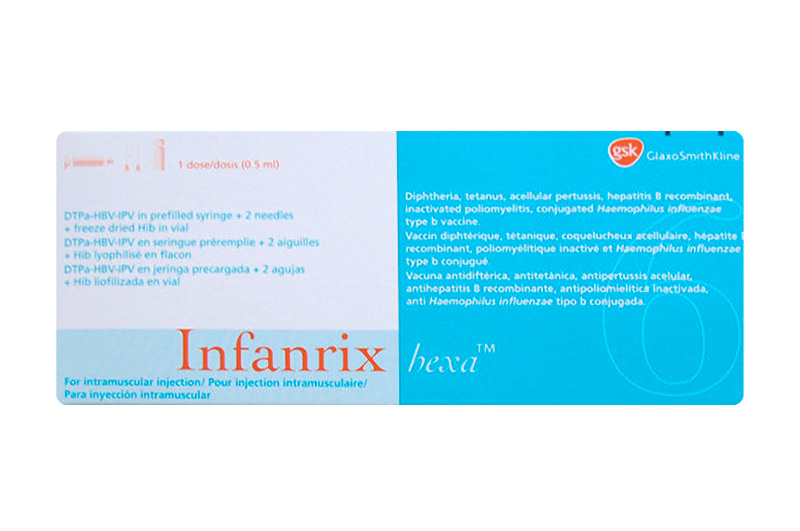 1 dose/dosis (0.5 ml)
DTPa-HBV-IPV in prefilled syringe + 2 needles
+ freeze dried Hib in vial
DTPa-HBV-IPV en seringue préremplie + 2 aiguilles
+ Hib lyophilisé en flacon
DTPa-HBV-IPV en jeringa precargada + 2 agujas
+ Hib liofilizada en vial
gsk GlaxoSmithKline
Diphtheria, tetanus, acellular pertussis, hepatitis B recombinant,
inactivated poliomyelitis, conjugated Haemophilus influenzae
type b vaccine.
Vaccin diphtérique, tétanique, coquelucheux acellulaire, hépatite B
recombinant, poliomyélitique inactivé et Haemophilus influenzae
type b conjugué.
Vacuna antidiftérica, antitetánica, antipertussis acelular,
antihepatitis B recombinante, antipoliomielitica inactivada,
anti Haemophilus influenzae tipo b conjugada.
6
Infanrix hexa™
For intramuscular injection/ Pour injection intramusculaire/
Para inyección intramuscular